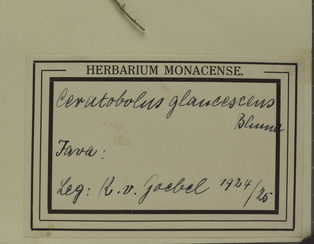 HERBARIUM MONACENSE.
Ceratobolus glaucescens
Blume
Java:
Leg: K. v. Goebel 1924/25